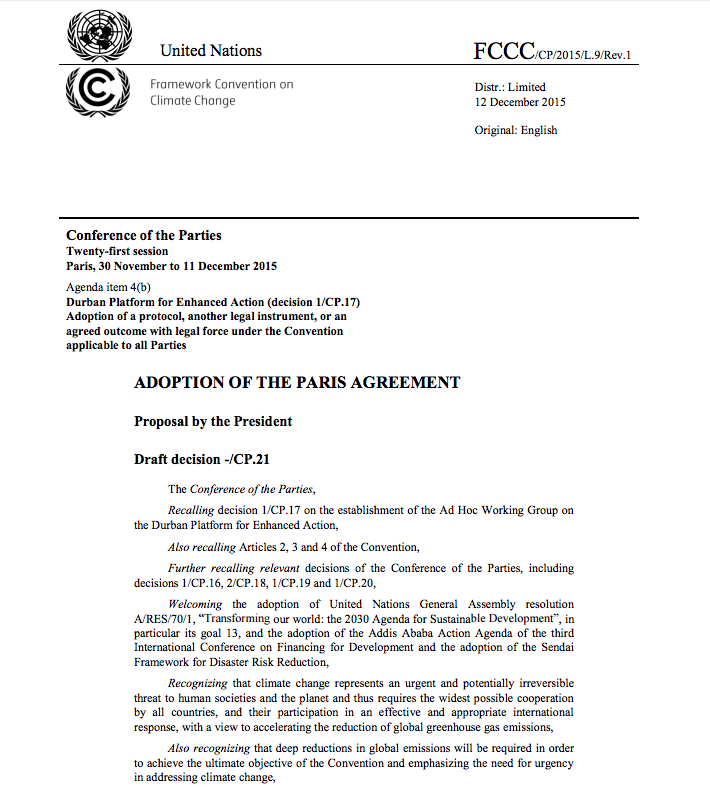 United Nations
FCCC/CP/2015/L.9/Rev.1
Framework Convention on
Climate Change
Distr.: Limited
12 December 2015
Original: English
Conference of the Parties
Twenty-first session
Paris, 30 November to 11 December 2015
Agenda item 4(b)
Durban Platform for Enhanced Action (decision 1/CP.17)
Adoption of a protocol, another legal instrument, or an
agreed outcome with legal force under the Convention
applicable to all Parties
ADOPTION OF THE PARIS AGREEMENT
Proposal by the President
Draft decision -/CP.21
The Conference of the Parties,
Recalling decision 1/CP.17 on the establishment of the Ad Hoc Working Group on
the Durban Platform for Enhanced Action,
Also recalling Articles 2, 3 and 4 of the Convention,
Further recalling relevant decisions of the Conference of the Parties, including
decisions 1/CP.16, 2/CP.18, 1/CP.19 and 1/CP.20,
Welcoming the adoption of United Nations General Assembly resolution
A/RES/70/1, “Transforming our world: the 2030 Agenda for Sustainable Development”, in
particular its goal 13, and the adoption of the Addis Ababa Action Agenda of the third
International Conference on Financing for Development and the adoption of the Sendai
Framework for Disaster Risk Reduction,
Recognizing that climate change represents an urgent and potentially irreversible
threat to human societies and the planet and thus requires the widest possible cooperation
by all countries, and their participation in an effective and appropriate international
response, with a view to accelerating the reduction of global greenhouse gas emissions,
Also recognizing that deep reductions in global emissions will be required in order
to achieve the ultimate objective of the Convention and emphasizing the need for urgency
in addressing climate change,